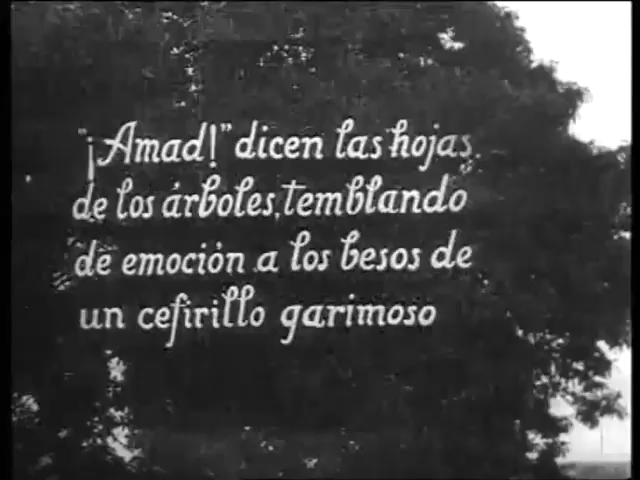 "¡Amad!" dicen las hojas
de los árboles, temblando
de emoción a los besos de
un cefirillo garimoso